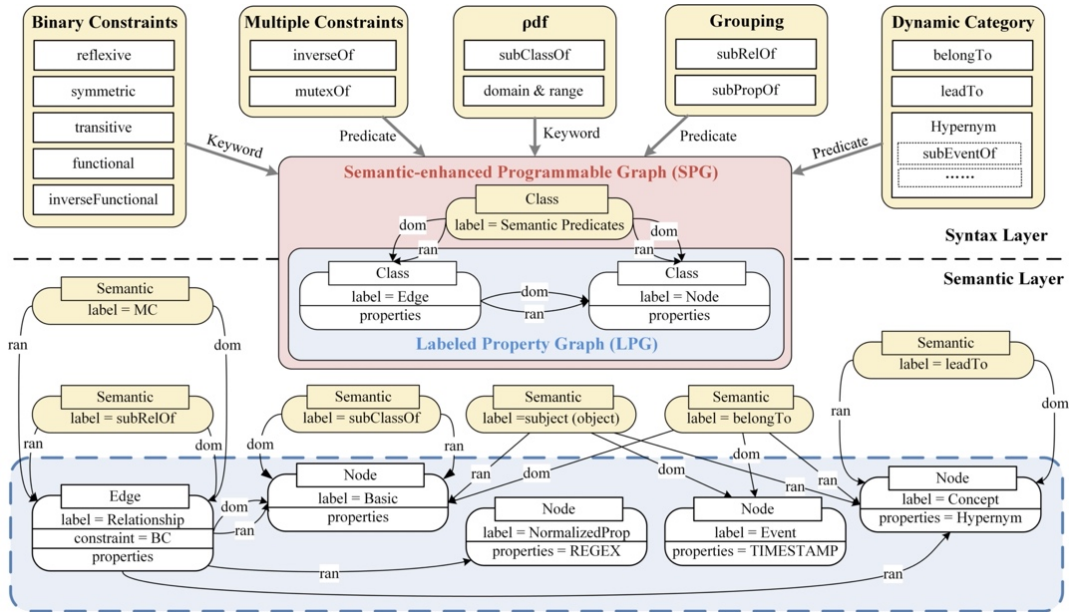 Binary Constraints
reflexive
symmetric
transitive
functional
inverseFunctional
Multiple Constraints
inverseOf
mutexOf
ρdf
subClassOf
domain & range
Grouping
subRelOf
subPropOf
Dynamic Category
belongTo
leadTo
Hypernym
subEventOf
······
Keyword
Predicate
Keyword
Predicate
Predicate
Semantic-enhanced Programmable Graph (SPG)
Class
label = Semantic Predicates
dom
ran
dom
ran
Class
label = Edge
properties
dom
ran
Class
label = Node
properties
Labeled Property Graph (LPG)
Syntax Layer
Semantic Layer
Semantic
label = MC
ran
dom
Semantic
label = subRelOf
ran
dom
Semantic
label = subClassOf
dom
ran
Semantic
label =subject (object)
ran
dom
ran
Semantic
label = belongTo
dom
dom
ran
Semantic
label = leadTo
ran
dom
Edge
label = Relationship
constraint = BC
properties
dom
ran
ran
ran
Node
label = Basic
properties
Node
label = NormalizedProp
properties = REGEX
Node
label = Event
properties = TIMESTAMP
Node
label = Concept
properties = Hypernym